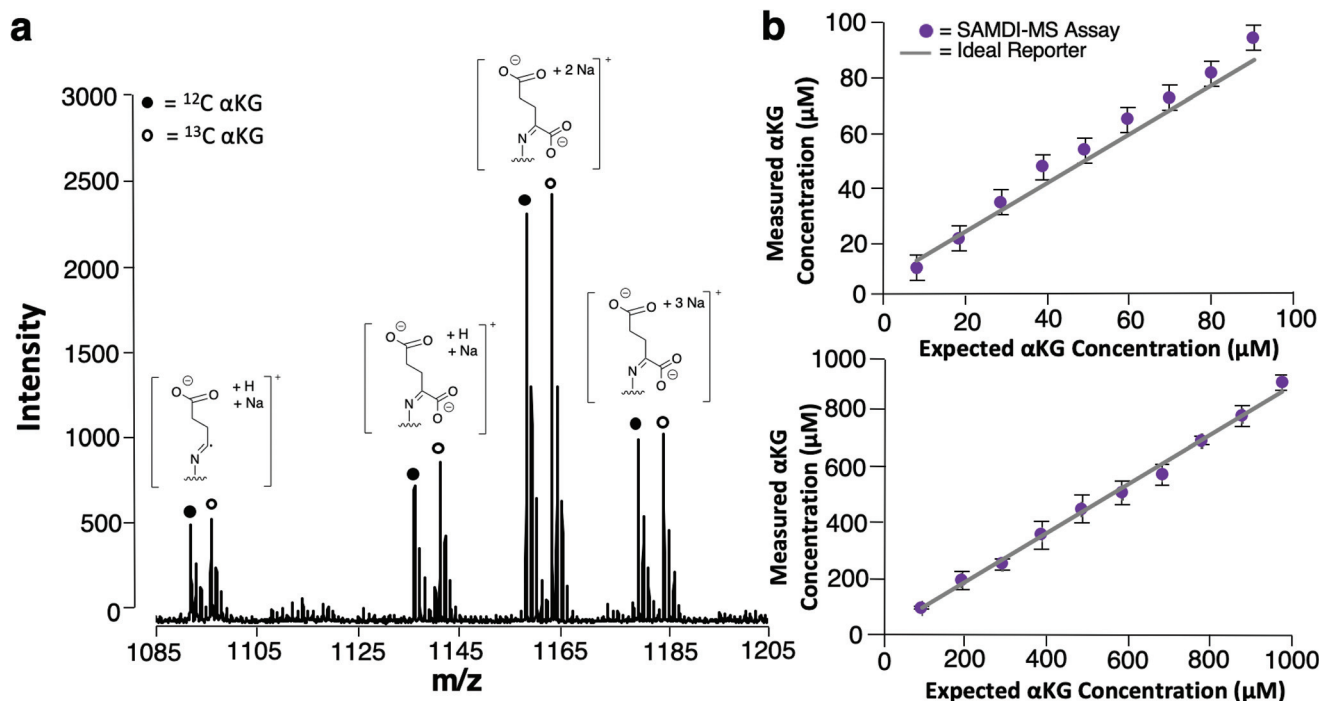 a
3000
2500
2000
1500
1000
500
0
Intensity
● = ¹²C αKG
○ = ¹³C αKG
⊖
O
O
+ H
+ Na
N
+
⊖
O
O
+ H
+ Na
N
O
O
⊖
+
⊖
O
O
+ 2 Na
N
O
O
⊖
+
⊖
O
O
+ 3 Na
N
O
O
⊖
+
1085 1105 1125 1145 1165 1185 1205
m/z
b
= SAMDI-MS Assay
= Ideal Reporter
Measured αKG
Concentration (μM)
100
80
60
40
20
0
0 20 40 60 80 100
Expected αKG Concentration (μM)
Measured αKG
Concentration (μM)
1000
800
600
400
200
0
0 200 400 600 800 1000
Expected αKG Concentration (μM)